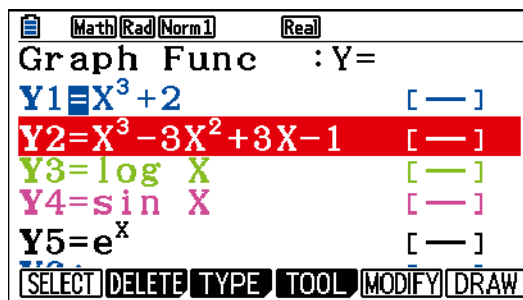 Math Rad Norm1 Real
Graph Func :Y=
Y1=X³+2 [—]
Y2=X³−3X²+3X−1 [—]
Y3=log X [—]
Y4=sin X [—]
Y5=eˣ [—]
SELECT DELETE TYPE TOOL MODIFY DRAW